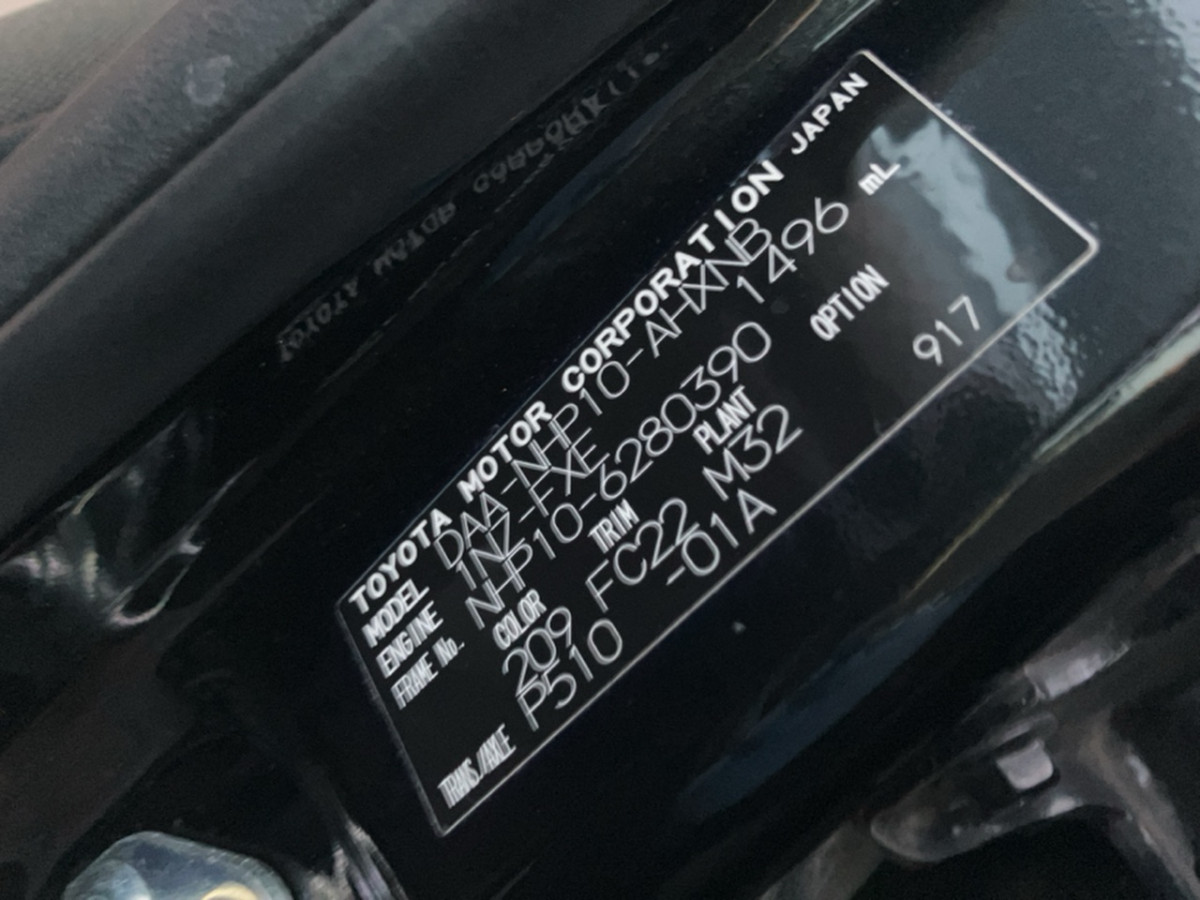 TOYOTA MOTOR CORPORATION JAPAN
MODEL DAA-NHP10-AHXNB
ENGINE 1NZ-FXE 1496 mL
FRAME No. NHP10-6280390
COLOR TRIM PLANT OPTION
209 FC22 M32 917
TRANS/AXLE P510 -01A